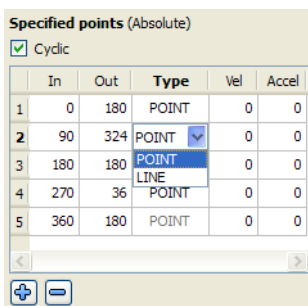 Specified points (Absolute)
Cyclic
In Out Type Vel Accel
1 0 180 POINT 0 0
2 90 324 POINT 0 0
3 180 180 POINT 0 0
LINE
4 270 36 POINT 0 0
5 360 180 POINT 0 0